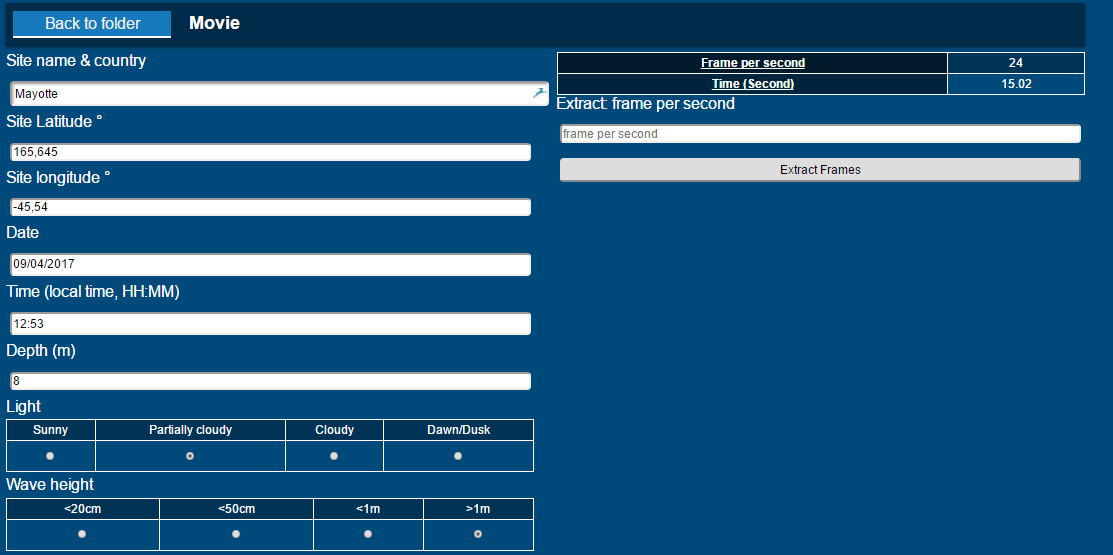 Back to folder Movie
Site name & country
Mayotte
Site Latitude °
165,645
Site longitude °
-45,54
Date
09/04/2017
Time (local time, HH:MM)
12:53
Depth (m)
8
Light
Sunny Partially cloudy Cloudy Dawn/Dusk
Wave height
<20cm <50cm <1m >1m
Frame per second 24
Time (Second) 15.02
Extract: frame per second
frame per second
Extract Frames